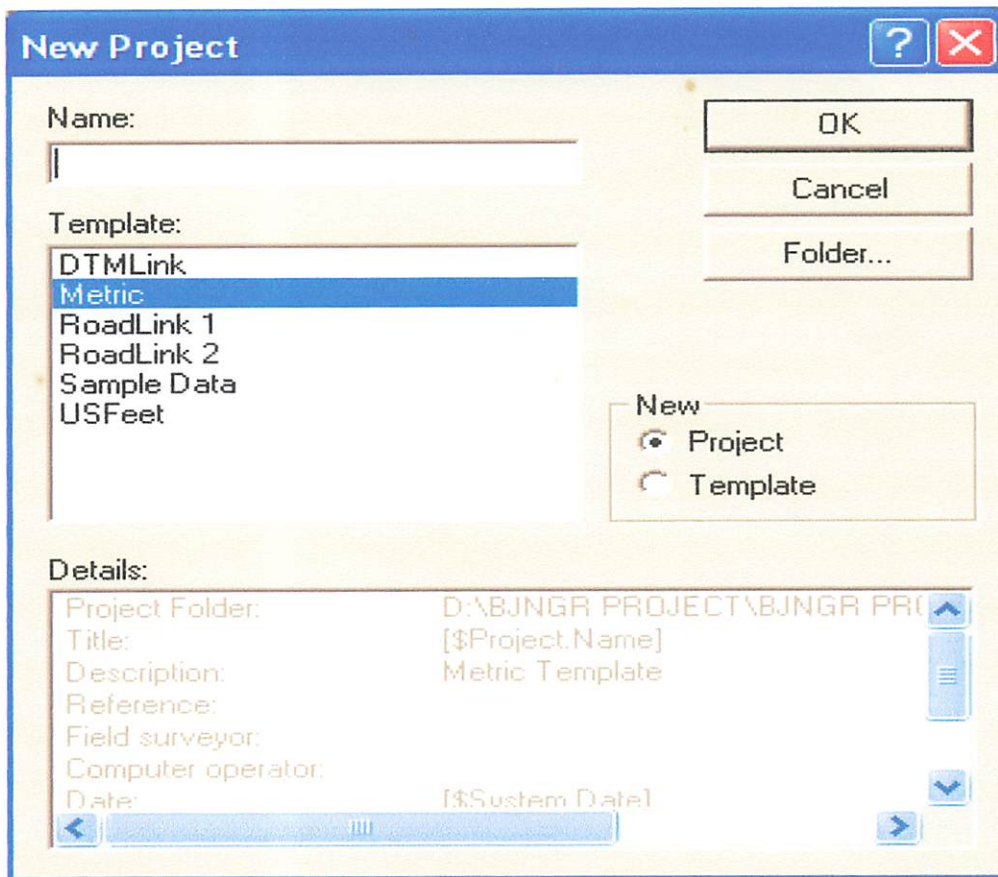 New Project
Name:
OK
Cancel
Template:
Folder...
DTMLink
Metric
RoadLink 1
RoadLink 2
Sample Data
USFeet
New
Project
Template
Details:
Project Folder: D:\BJNGR PROJECT\BJNGR PRO
Title: [$Project.Name]
Description: Metric Template
Reference:
Field surveyor:
Computer operator:
Date: [$System.Date]